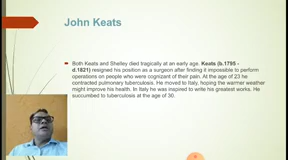 John Keats
Both Keats and Shelley died tragically at an early age. Keats (b.1795 -
d.1821) resigned his position as a surgeon after finding it impossible to perform
operations on people who were cognizant of their pain. At the age of 23 he
contracted pulmonary tuberculosis. He moved to Italy, hoping the warmer weather
might improve his health. In Italy he was inspired to write his greatest works. He
succumbed to tuberculosis at the age of 30.